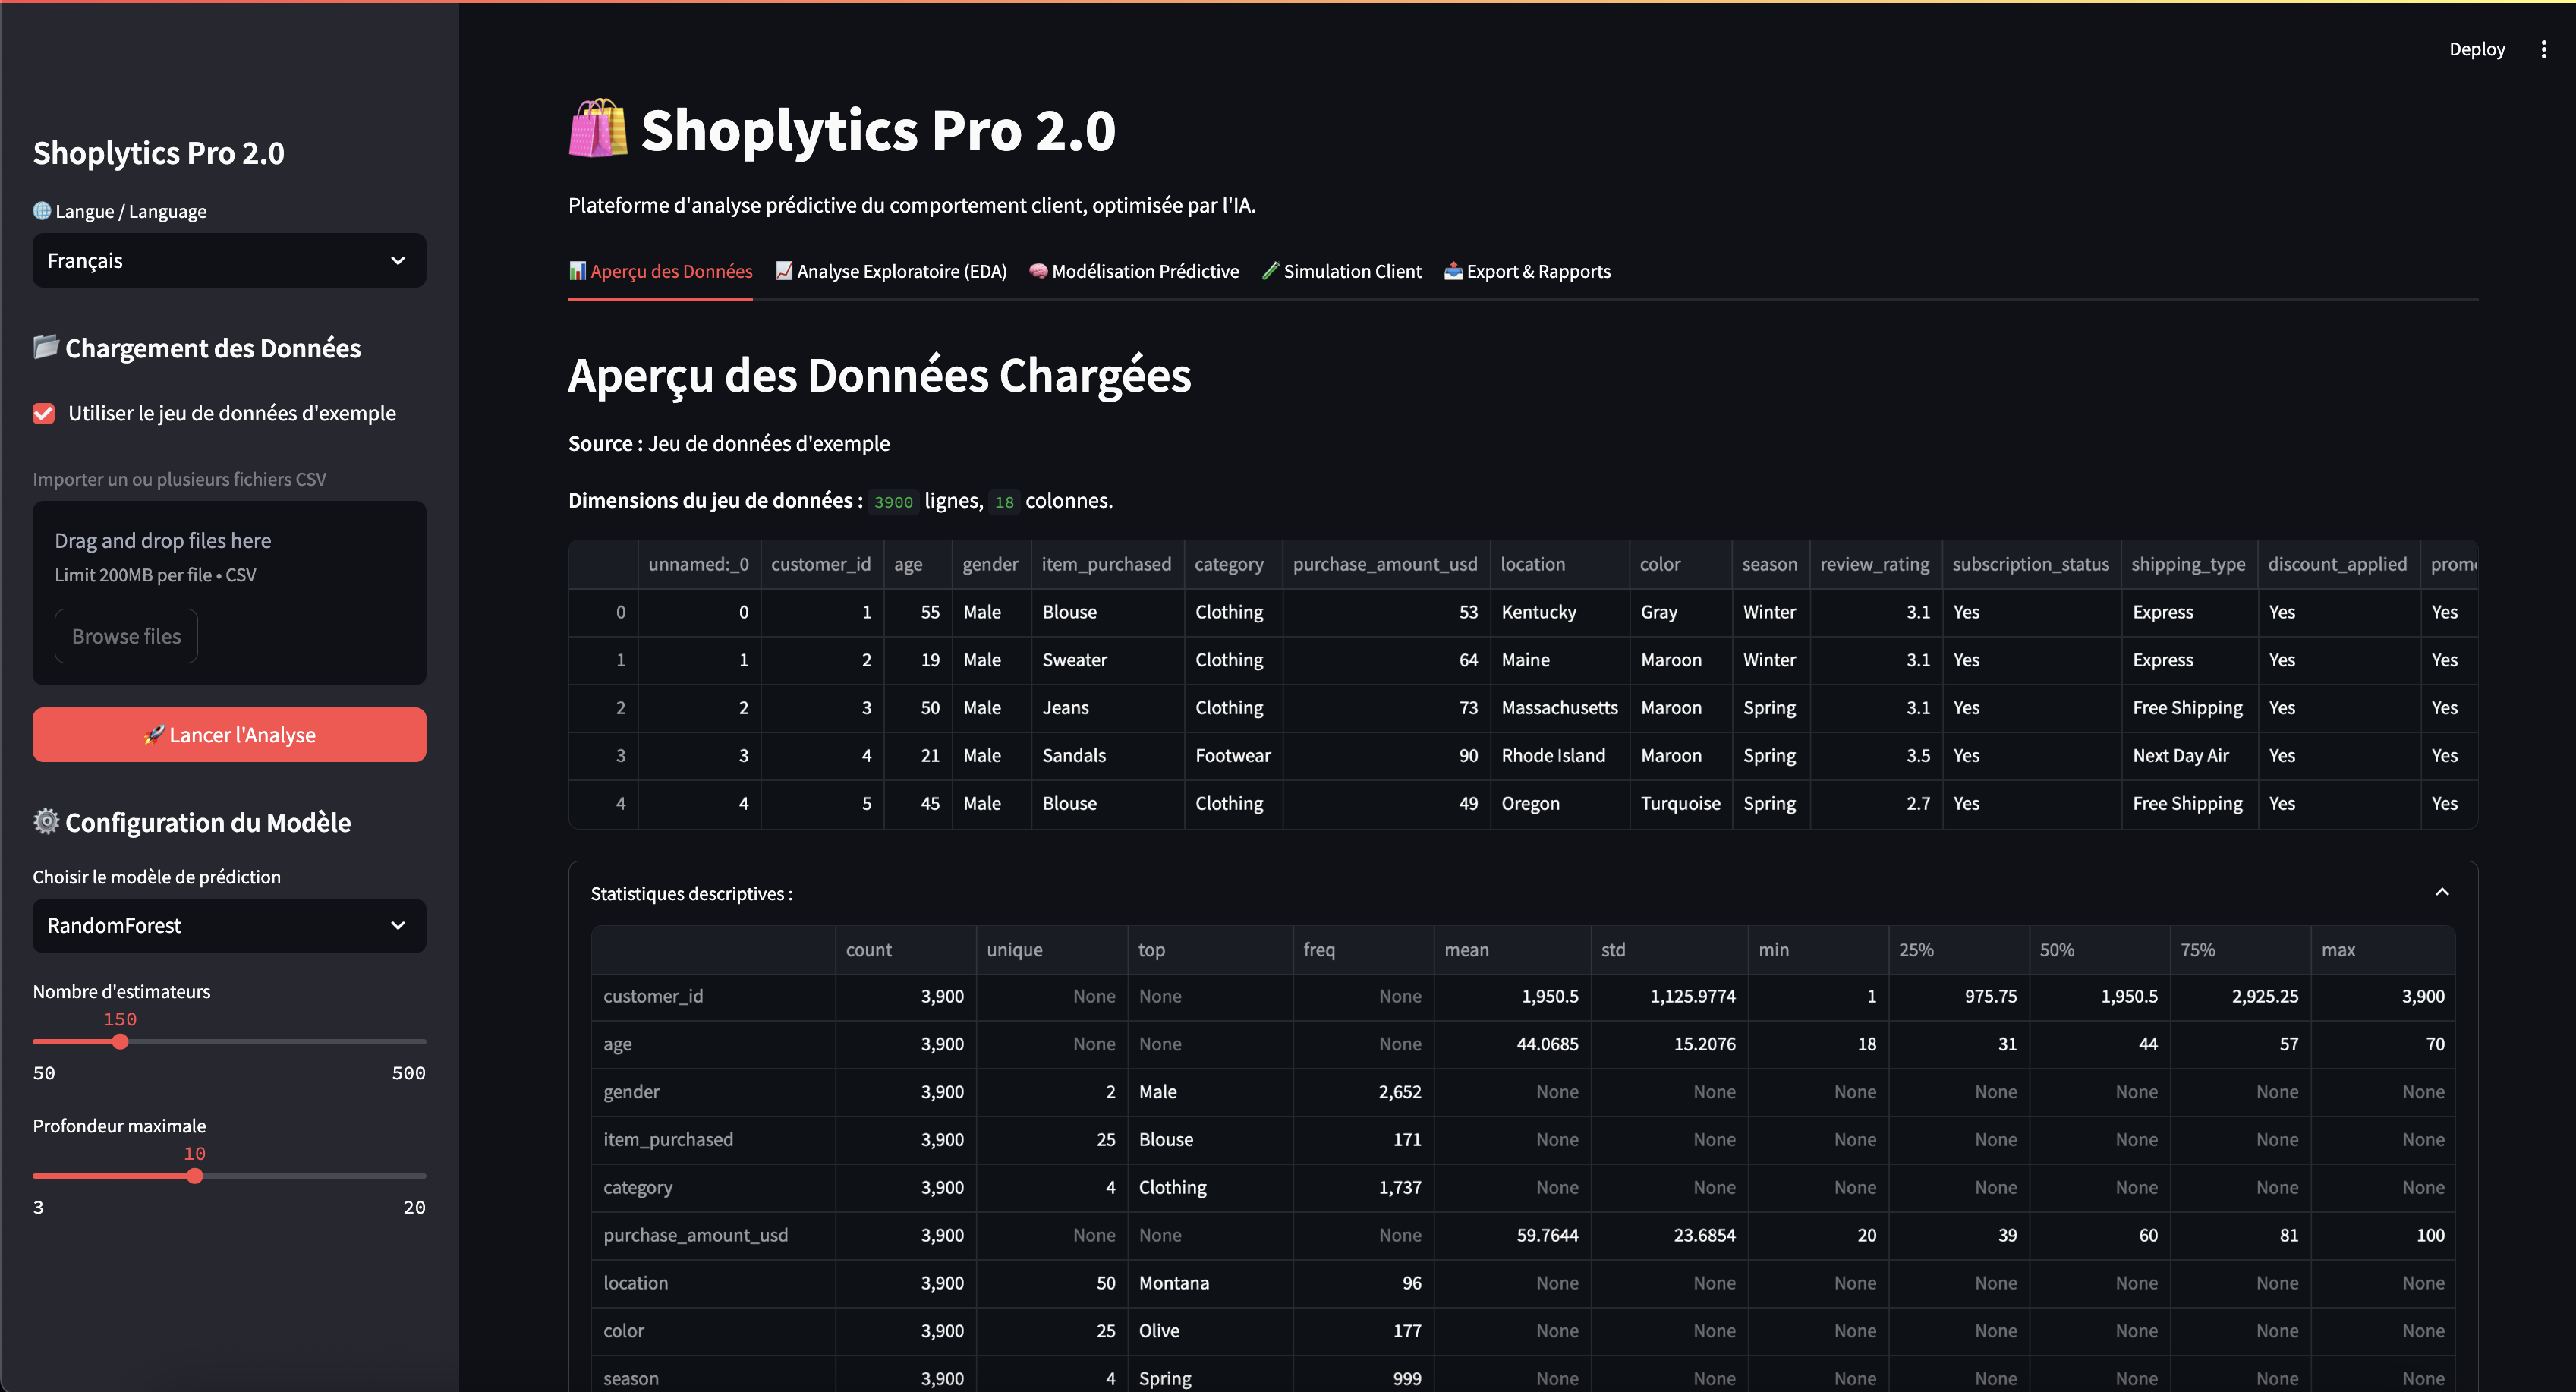 Deploy
Shoplytics Pro 2.0
🌐 Langue / Language
Français
📁 Chargement des Données
Utiliser le jeu de données d'exemple
Importer un ou plusieurs fichiers CSV
Drag and drop files here
Limit 200MB per file • CSV
Browse files
🚀 Lancer l'Analyse
⚙️ Configuration du Modèle
Choisir le modèle de prédiction
RandomForest
Nombre d'estimateurs
150
50 500
Profondeur maximale
10
3 20
🛍️ Shoplytics Pro 2.0
Plateforme d'analyse prédictive du comportement client, optimisée par l'IA.
📊 Aperçu des Données 📈 Analyse Exploratoire (EDA) 🧠 Modélisation Prédictive 🧪 Simulation Client 📤 Export & Rapports
Aperçu des Données Chargées
Source : Jeu de données d'exemple
Dimensions du jeu de données : 3900 lignes, 18 colonnes.
unnamed:_0 customer_id age gender item_purchased category purchase_amount_usd location color season review_rating subscription_status shipping_type discount_applied
0 0 1 55 Male Blouse Clothing 53 Kentucky Gray Winter 3.1 Yes Express Yes Yes
1 1 2 19 Male Sweater Clothing 64 Maine Maroon Winter 3.1 Yes Express Yes Yes
2 2 3 50 Male Jeans Clothing 73 Massachusetts Maroon Spring 3.1 Yes Free Shipping Yes Yes
3 3 4 21 Male Sandals Footwear 90 Rhode Island Maroon Spring 3.5 Yes Next Day Air Yes Yes
4 4 5 45 Male Blouse Clothing 49 Oregon Turquoise Spring 2.7 Yes Free Shipping Yes Yes
Statistiques descriptives :
count unique top freq mean std min 25% 50% 75% max
customer_id 3,900 None None None 1,950.5 1,125.9774 1 975.75 1,950.5 2,925.25 3,900
age 3,900 None None None 44.0685 15.2076 18 31 44 57 70
gender 3,900 2 Male 2,652 None None None None None None None
item_purchased 3,900 25 Blouse 171 None None None None None None None
category 3,900 4 Clothing 1,737 None None None None None None None
purchase_amount_usd 3,900 None None None 59.7644 23.6854 20 39 60 81 100
location 3,900 50 Montana 96 None None None None None None None
color 3,900 25 Olive 177 None None None None None None None
season 3,900 4 Spring 999 None None None None None None None